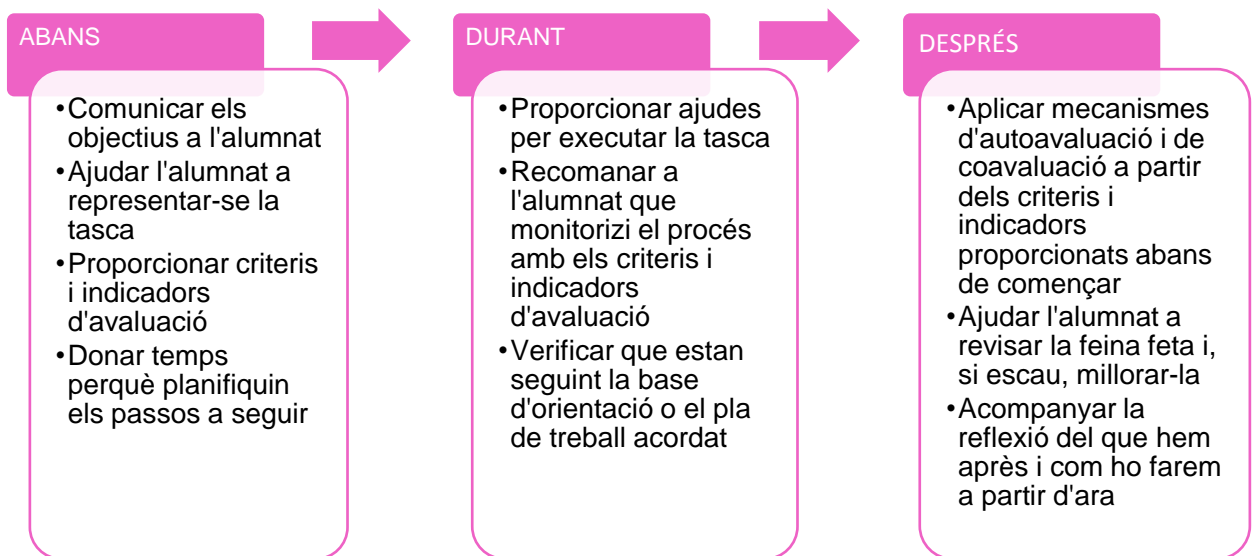 ABANS
•Comunicar els
objectius a l'alumnat
•Ajudar l'alumnat a
representar-se la
tasca
•Proporcionar criteris
i indicadors
d'avaluació
•Donar temps
perquè planifiquin
els passos a seguir
DURANT
•Proporcionar ajudes
per executar la tasca
•Recomanar a
l'alumnat que
monitorizi el procés
amb els criteris i
indicadors
d'avaluació
•Verificar que estan
seguint la base
d'orientació o el pla
de treball acordat
DESPRÉS
•Aplicar mecanismes
d'autoavaluació i de
coavaluació a partir
dels criteris i
indicadors
proporcionats abans
de començar
•Ajudar l'alumnat a
revisar la feina feta i,
si escau, millorar-la
•Acompanyar la
reflexió del que hem
après i com ho farem
a partir d'ara